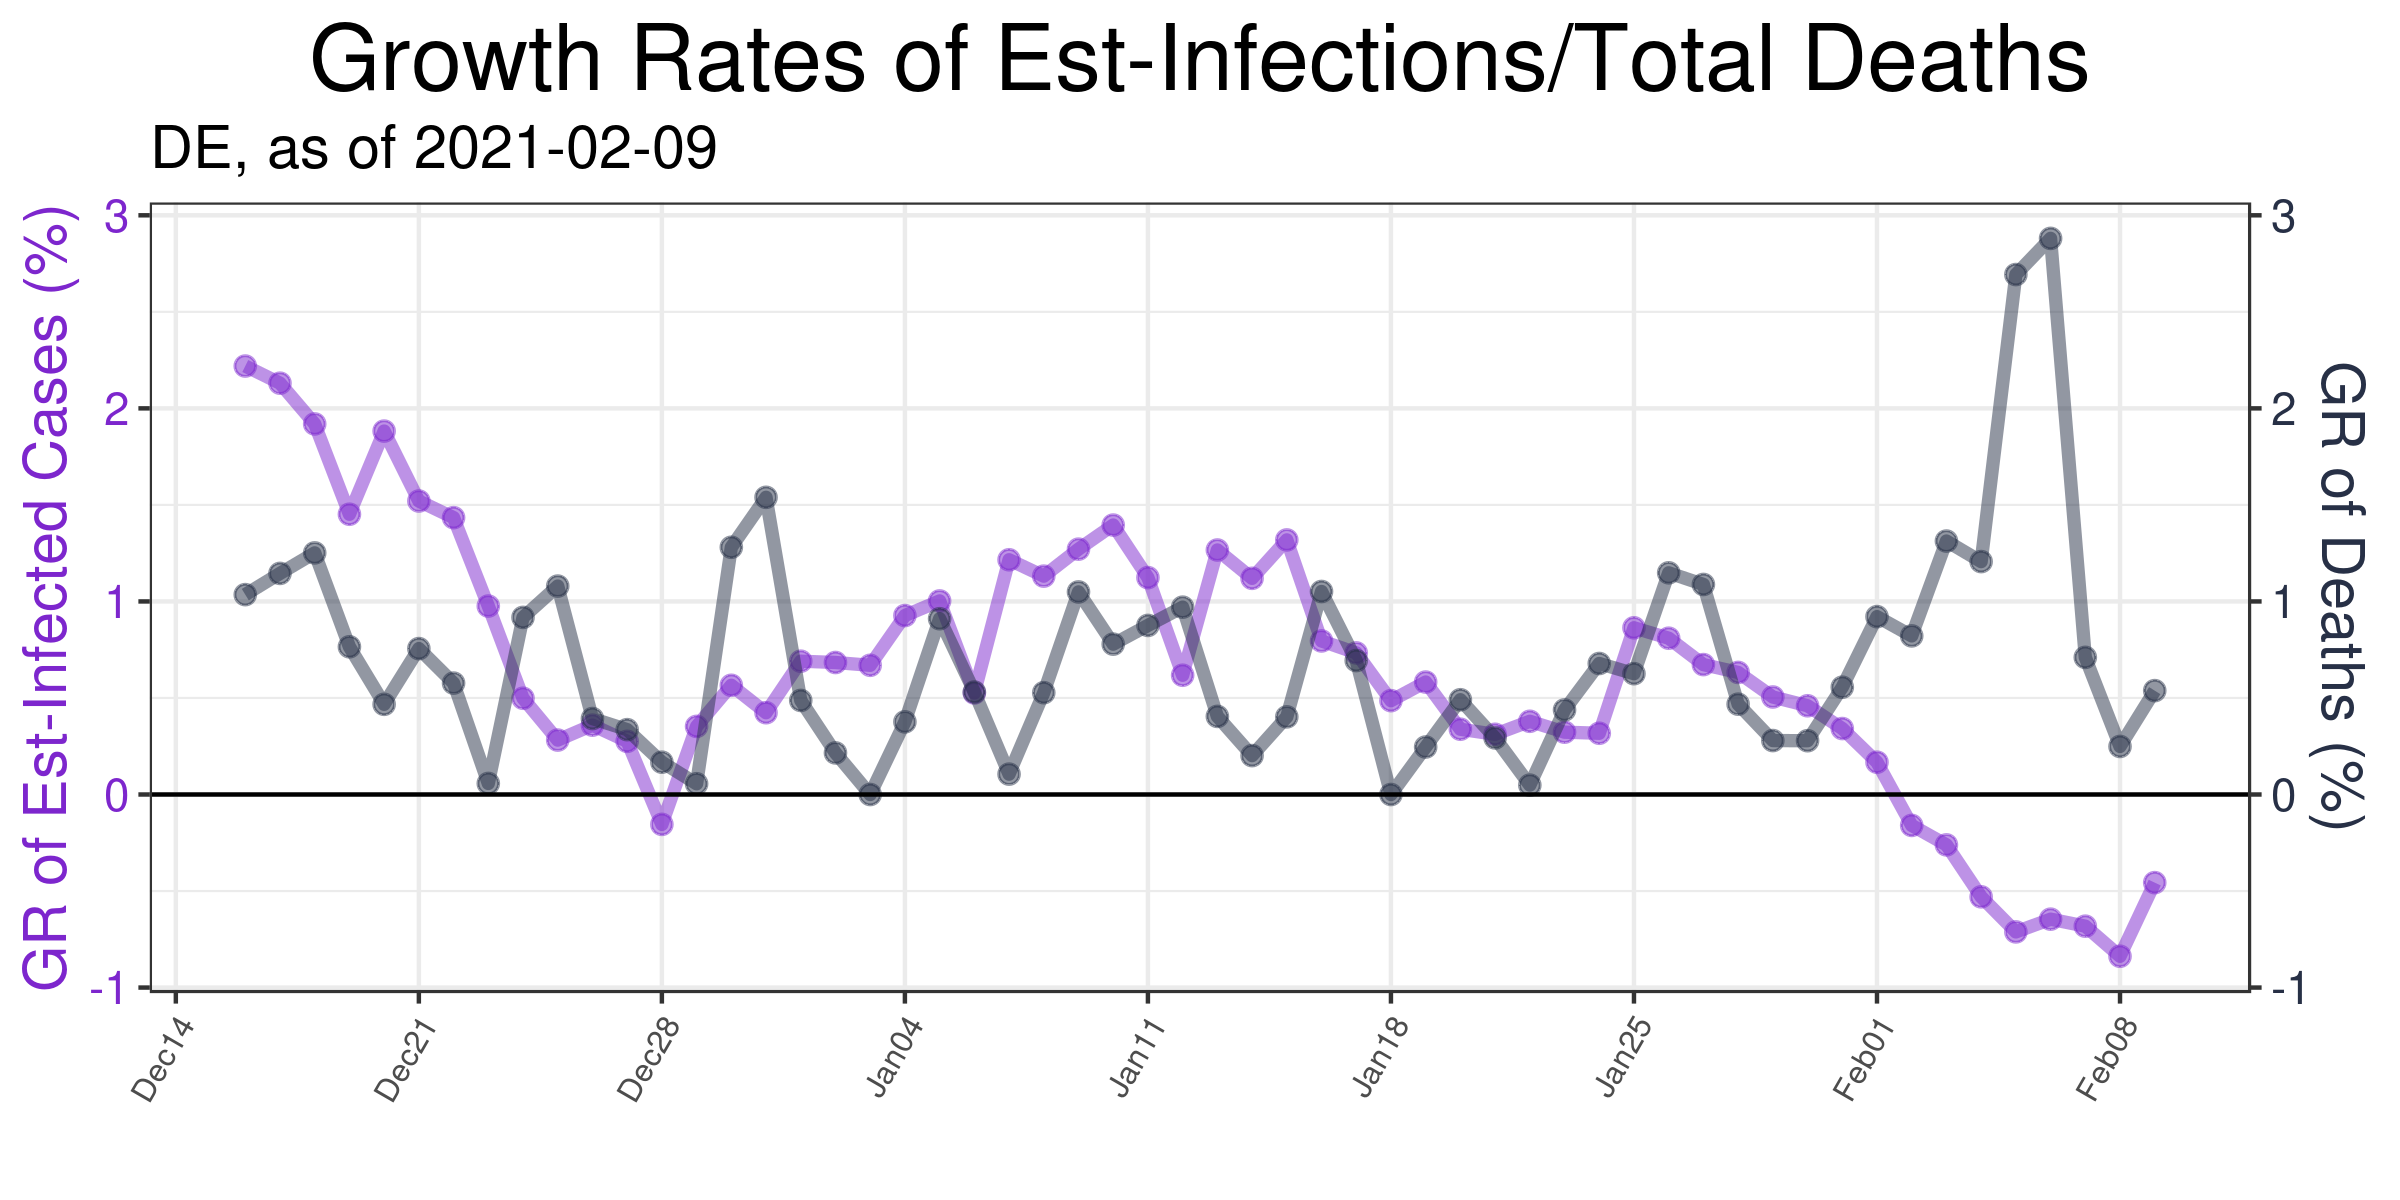 Growth Rates of Est-Infections/Total Deaths
DE, as of 2021-02-09
GR of Est-Infected Cases (%)
3
2
1
0
-1
3
2
1
0
-1
GR of Deaths (%)
Dec14
Dec21
Dec28
Jan04
Jan11
Jan18
Jan25
Feb01
Feb08